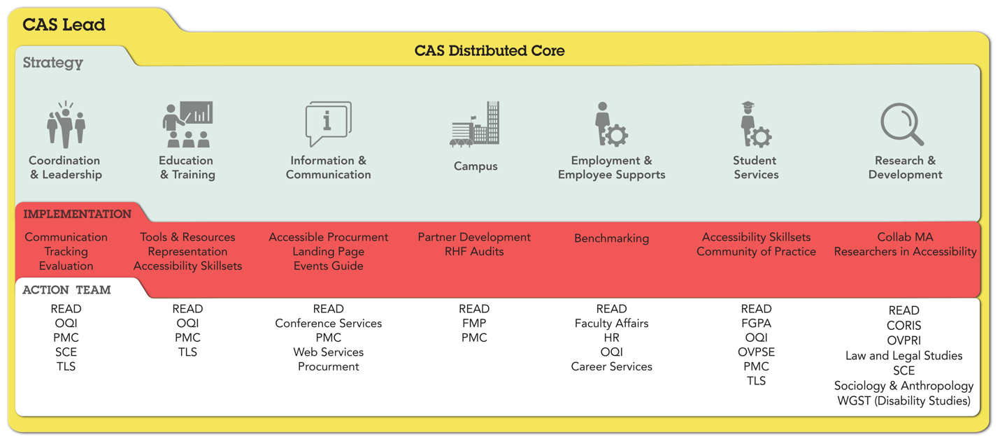 CAS Lead
CAS Distributed Core
Strategy
i
Coordination
& Leadership
Education
& Training
Information &
Communication
Campus
Employment &
Employee Supports
Student
Services
Research &
Development
IMPLEMENTATION
Communication
Tracking
Evaluation
Tools & Resources
Representation
Accessibility Skillsets
Accessible Procurment
Landing Page
Events Guide
Partner Development
RHF Audits
Benchmarking
Accessibility Skillsets
Community of Practice
Collab MA
Researchers in Accessibility
ACTION TEAM
READ
OQI
PMC
SCE
TLS
READ
OQI
PMC
TLS
READ
Conference Services
PMC
Web Services
Procurment
READ
FMP
PMC
READ
Faculty Affairs
HR
OQI
Career Services
READ
FGPA
OQI
OVPSE
PMC
TLS
READ
CORIS
OVPRI
Law and Legal Studies
SCE
Sociology & Anthropology
WGST (Disability Studies)